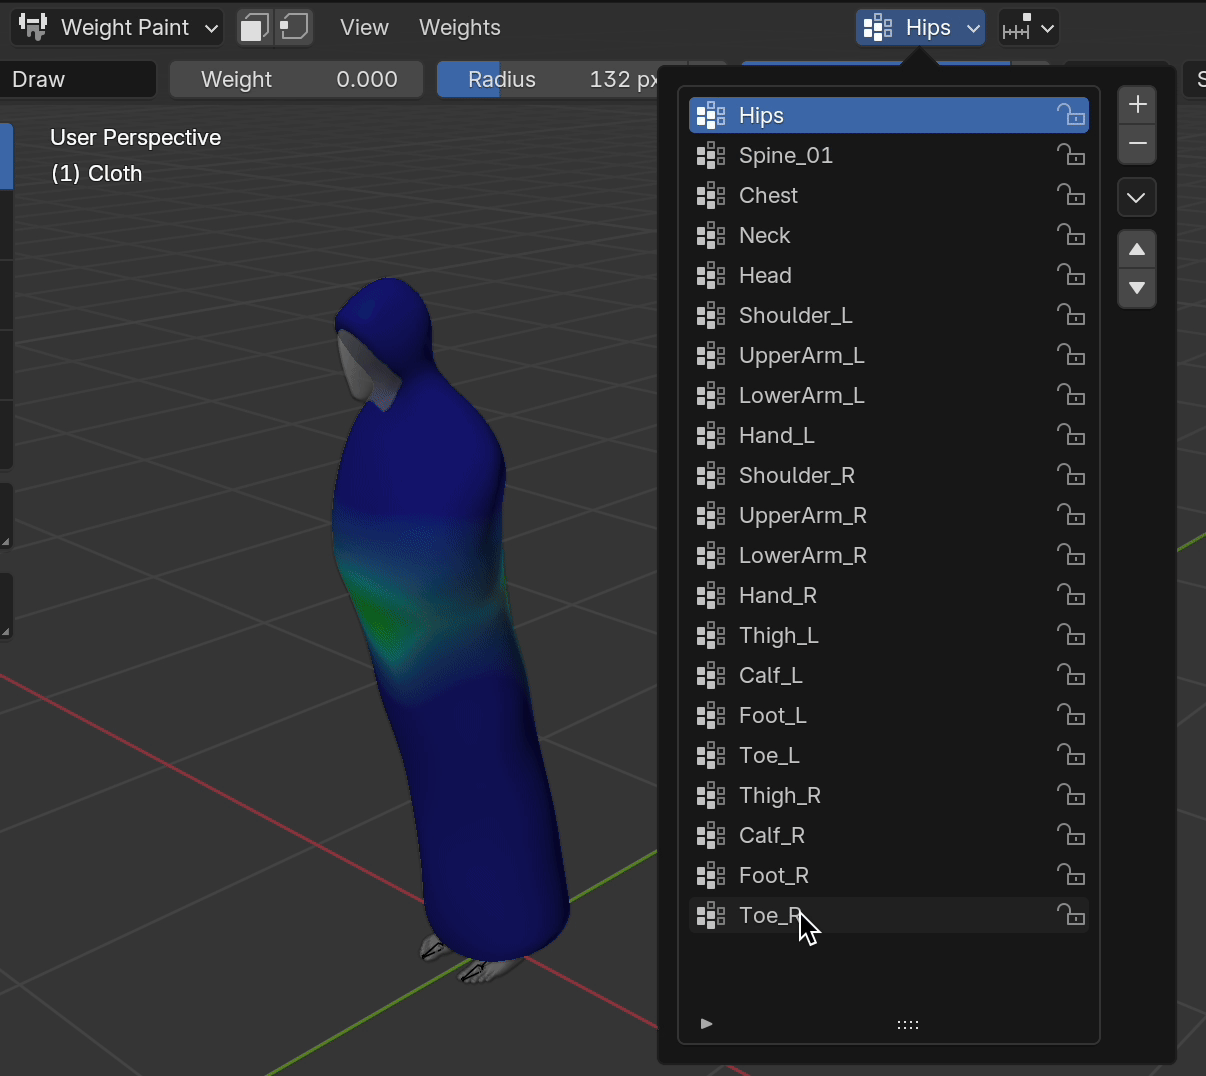 Weight Paint View Weights Hips
Draw Weight 0.000 Radius 132 px
User Perspective
(1) Cloth
Hips
Spine_01
Chest
Neck
Head
Shoulder_L
UpperArm_L
LowerArm_L
Hand_L
Shoulder_R
UpperArm_R
LowerArm_R
Hand_R
Thigh_L
Calf_L
Foot_L
Toe_L
Thigh_R
Calf_R
Foot_R
Toe_R